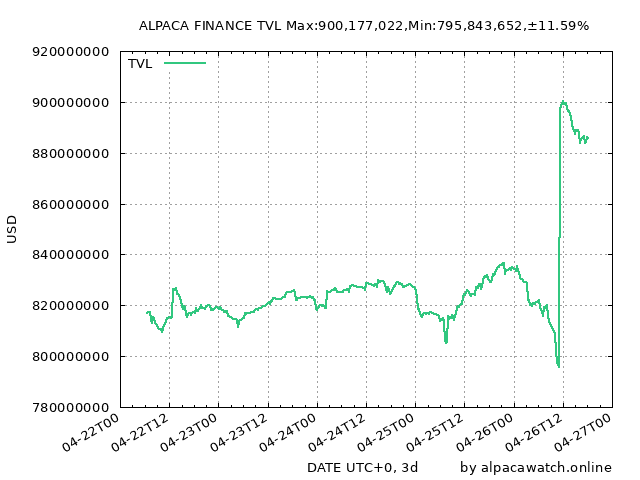 ALPACA FINANCE TVL Max:900,177,022,Min:795,843,652,±11.59%
TVL
USD
920000000
900000000
880000000
860000000
840000000
820000000
800000000
780000000
04-22T00
04-22T12
04-23T00
04-23T12
04-24T00
04-24T12
04-25T00
04-25T12
04-26T00
04-26T12
04-27T00
DATE UTC+0, 3d
by alpacawatch.online